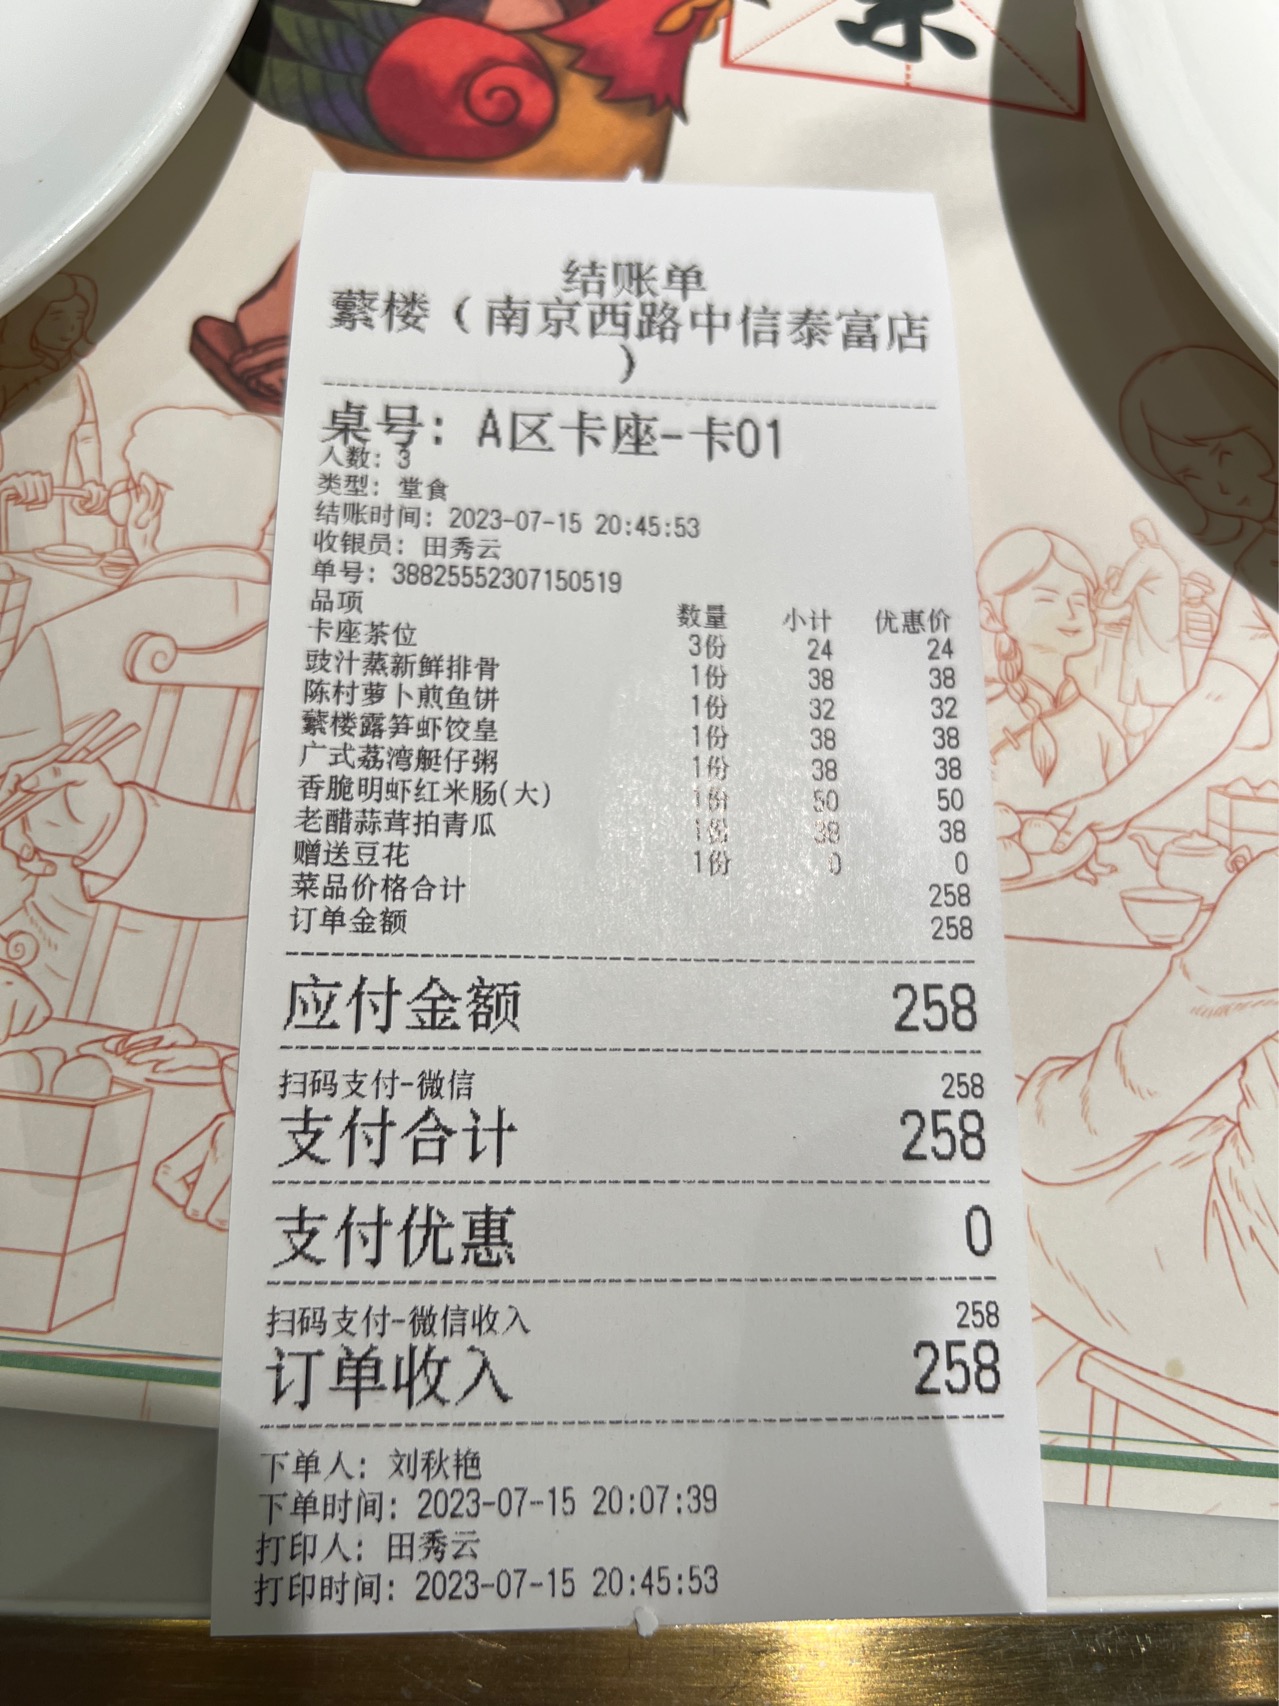 京
结账单
蘩楼（南京西路中信泰富店
）
桌号：A区卡座-卡01
人数：3
类型：堂食
结账时间：2023-07-15 20:45:53
收银员：田秀云
单号：388255552307150519
品项 数量 小计 优惠价
卡座茶位 3份 24 24
豉汁蒸新鲜排骨 1份 38 38
陈村萝卜煎鱼饼 1份 32 32
蘩楼露笋虾饺皇 1份 38 38
广式荔湾艇仔粥 1份 38 38
香脆明虾红米肠(大) 1份 50 50
老醋蒜茸拍青瓜 1份 38 38
赠送豆花 1份 0 0
菜品价格合计 258
订单金额 258
应付金额 258
扫码支付-微信 258
支付合计 258
支付优惠 0
扫码支付-微信收入 258
订单收入 258
下单人：刘秋艳
下单时间：2023-07-15 20:07:39
打印人：田秀云
打印时间：2023-07-15 20:45:53